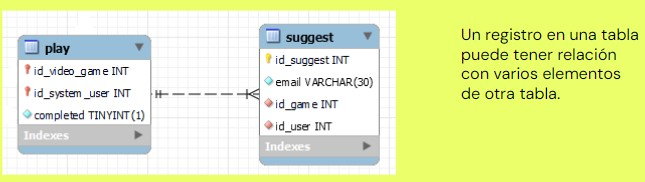 play
id_video_game INT
id_system_user INT
completed TINYINT(1)
Indexes
suggest
id_suggest INT
email VARCHAR(30)
id_game INT
id_user INT
Indexes
Un registro en una tabla
puede tener relación
con varios elementos
de otra tabla.